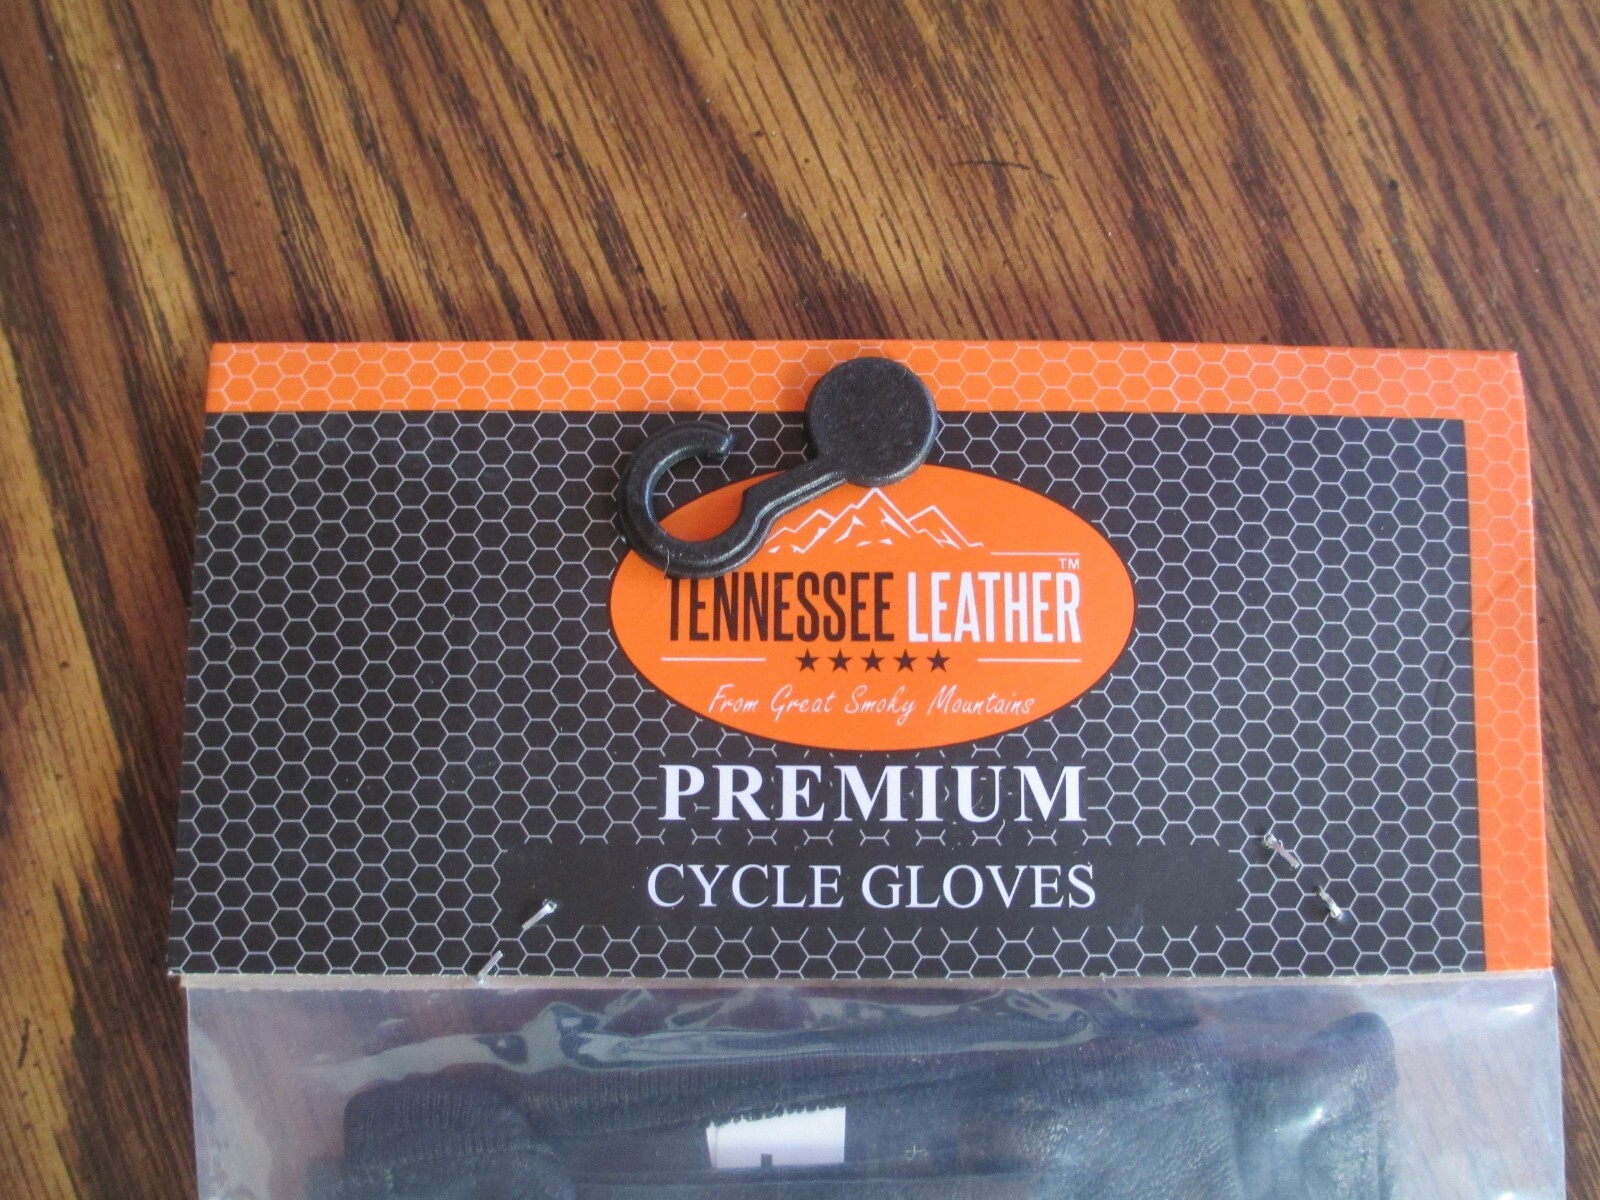 TENNESSEE LEATHER™
From Great Smoky Mountains
PREMIUM
CYCLE GLOVES